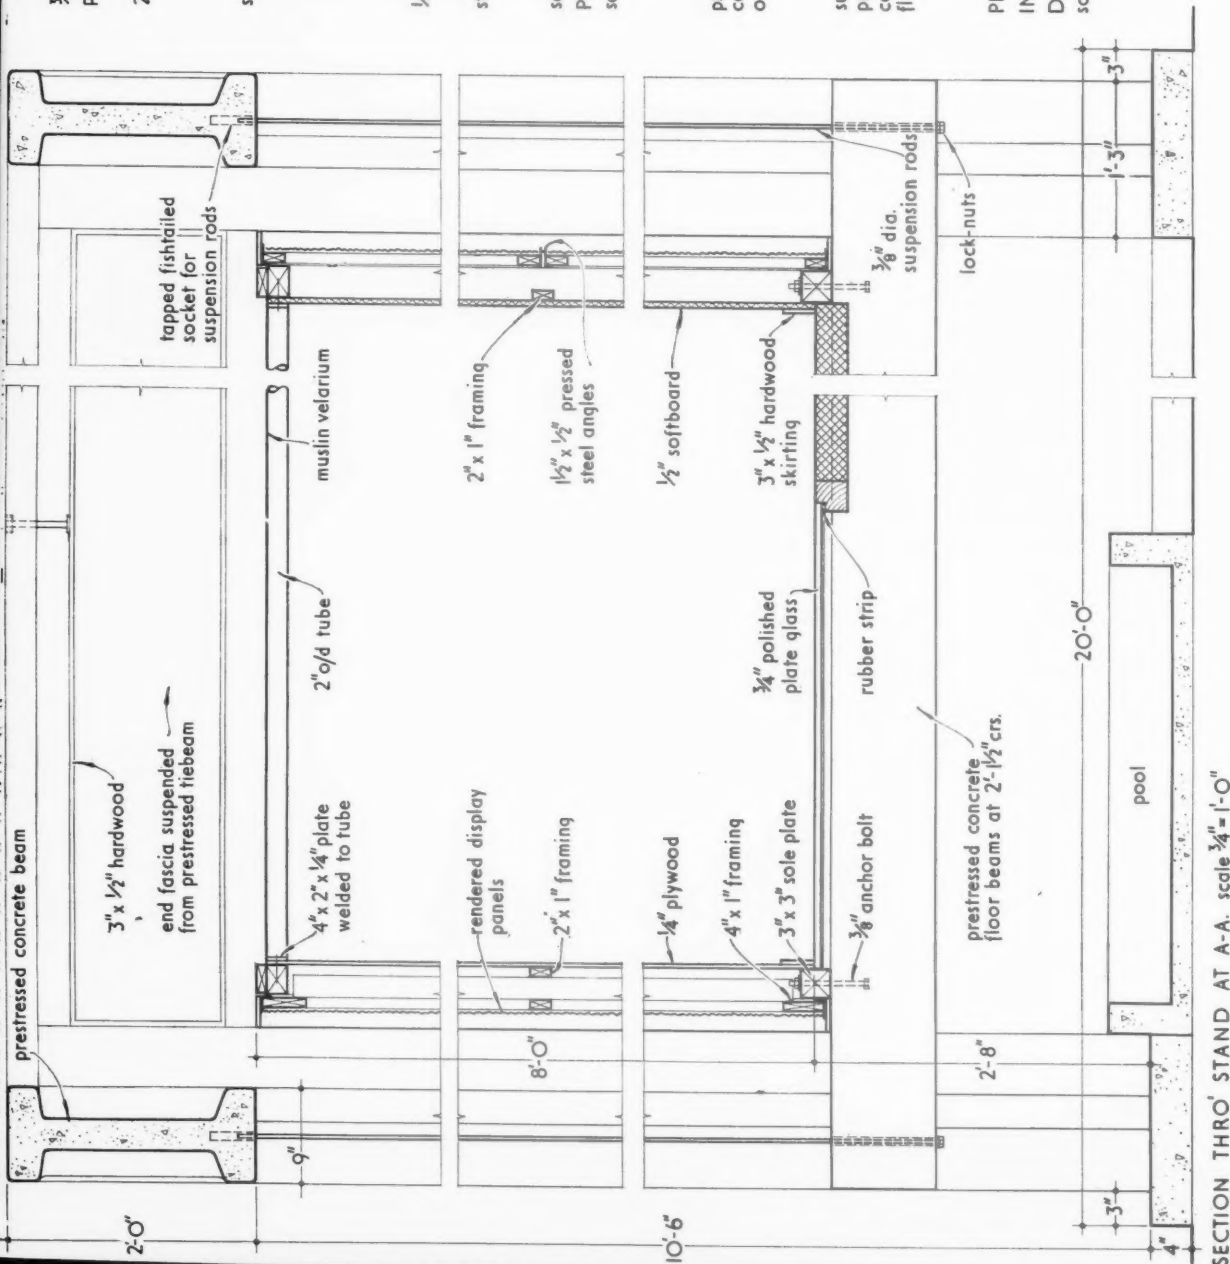 prestressed concrete beam
3" x ½" hardwood
end fascia suspended
from prestressed tiebeam
tapped fishtailed
socket for
suspension rods
2'-0"
9"
4" x 2" x ¼" plate
welded to tube
2" o/d tube
muslin velarium
rendered display
panels
2" x 1" framing
2" x 1" framing
1½" x ½" pressed
steel angles
8'-0"
10'-6"
¼" plywood
4" x 1" framing
3" x 3" sole plate
⅜" anchor bolt
¾" polished
plate glass
rubber strip
½" softboard
3" x ½" hardwood
skirting
⅜" dia.
suspension rods
lock-nuts
prestressed concrete
floor beams at 2'-1½" crs.
2'-8"
20'-0"
3"
1'-3"
3"
4"
pool
SECTION THRO' STAND AT A-A. scale ¾" = 1'-0"